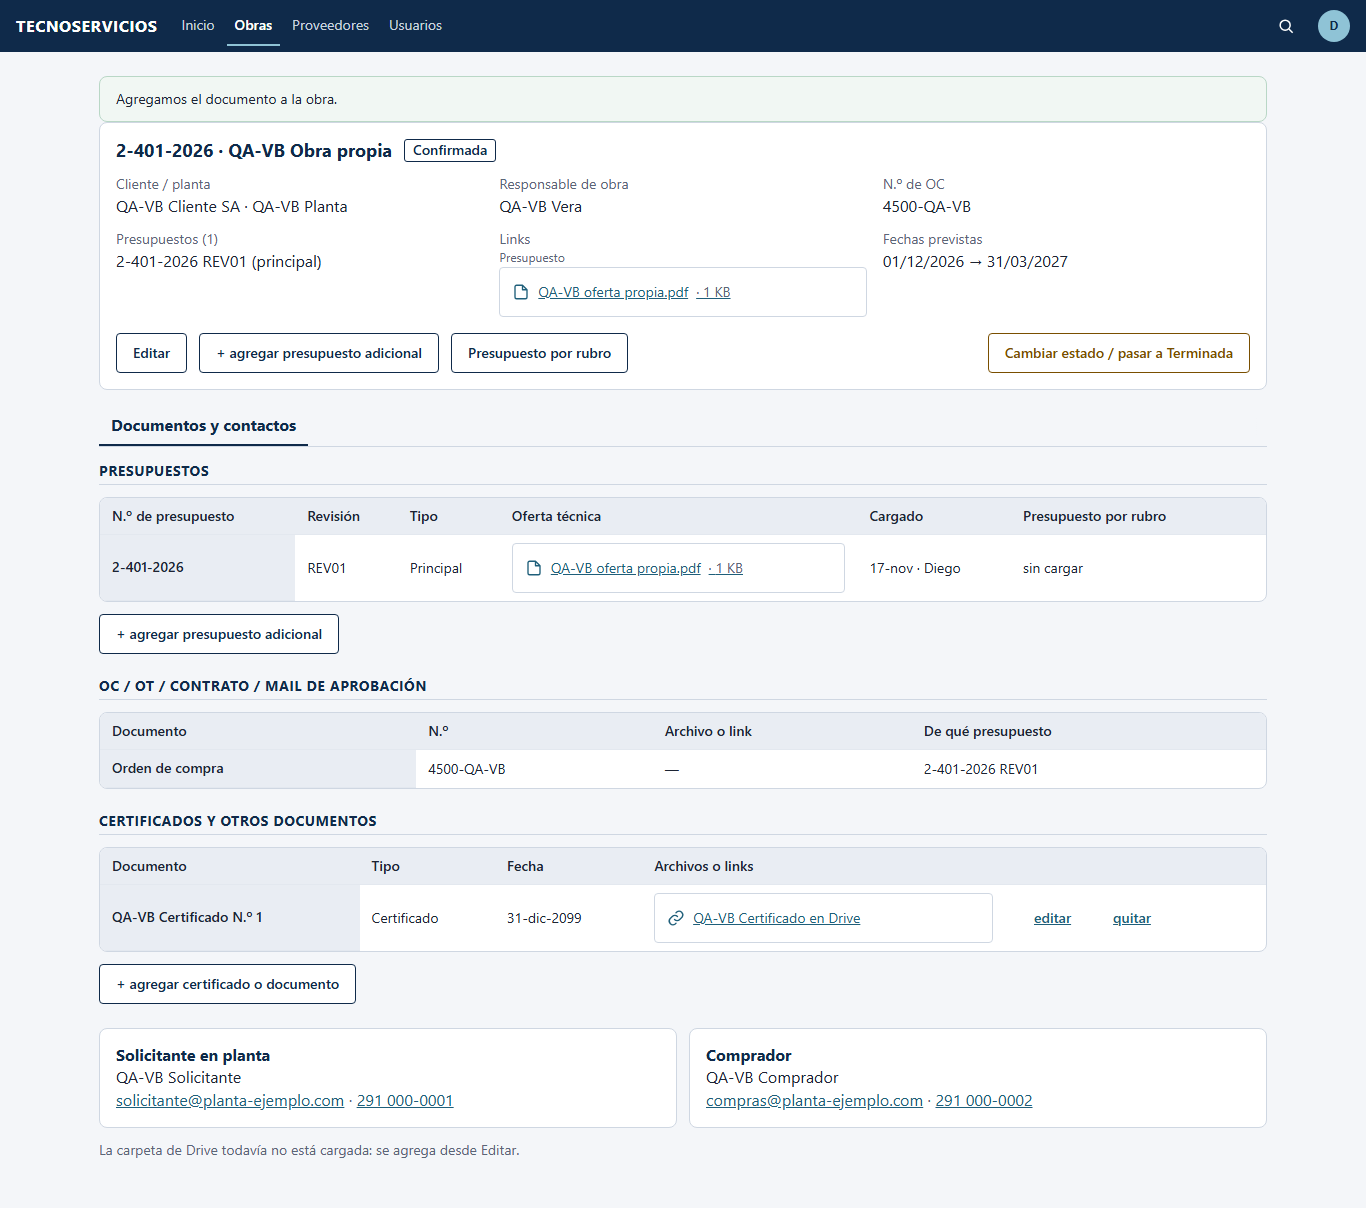 TECNOSERVICIOS Inicio Obras Proveedores Usuarios D
Agregamos el documento a la obra.
2-401-2026 · QA-VB Obra propia Confirmada
Cliente / planta Responsable de obra N.º de OC
QA-VB Cliente SA · QA-VB Planta QA-VB Vera 4500-QA-VB
Presupuestos (1) Links Fechas previstas
2-401-2026 REV01 (principal) Presupuesto 01/12/2026 → 31/03/2027
QA-VB oferta propia.pdf · 1 KB
Editar + agregar presupuesto adicional Presupuesto por rubro Cambiar estado / pasar a Terminada
Documentos y contactos
PRESUPUESTOS
N.º de presupuesto Revisión Tipo Oferta técnica Cargado Presupuesto por rubro
2-401-2026 REV01 Principal QA-VB oferta propia.pdf · 1 KB 17-nov · Diego sin cargar
+ agregar presupuesto adicional
OC / OT / CONTRATO / MAIL DE APROBACIÓN
Documento N.º Archivo o link De qué presupuesto
Orden de compra 4500-QA-VB — 2-401-2026 REV01
CERTIFICADOS Y OTROS DOCUMENTOS
Documento Tipo Fecha Archivos o links
QA-VB Certificado N.º 1 Certificado 31-dic-2099 QA-VB Certificado en Drive editar quitar
+ agregar certificado o documento
Solicitante en planta
QA-VB Solicitante
solicitante@planta-ejemplo.com · 291 000-0001
Comprador
QA-VB Comprador
compras@planta-ejemplo.com · 291 000-0002
La carpeta de Drive todavía no está cargada: se agrega desde Editar.